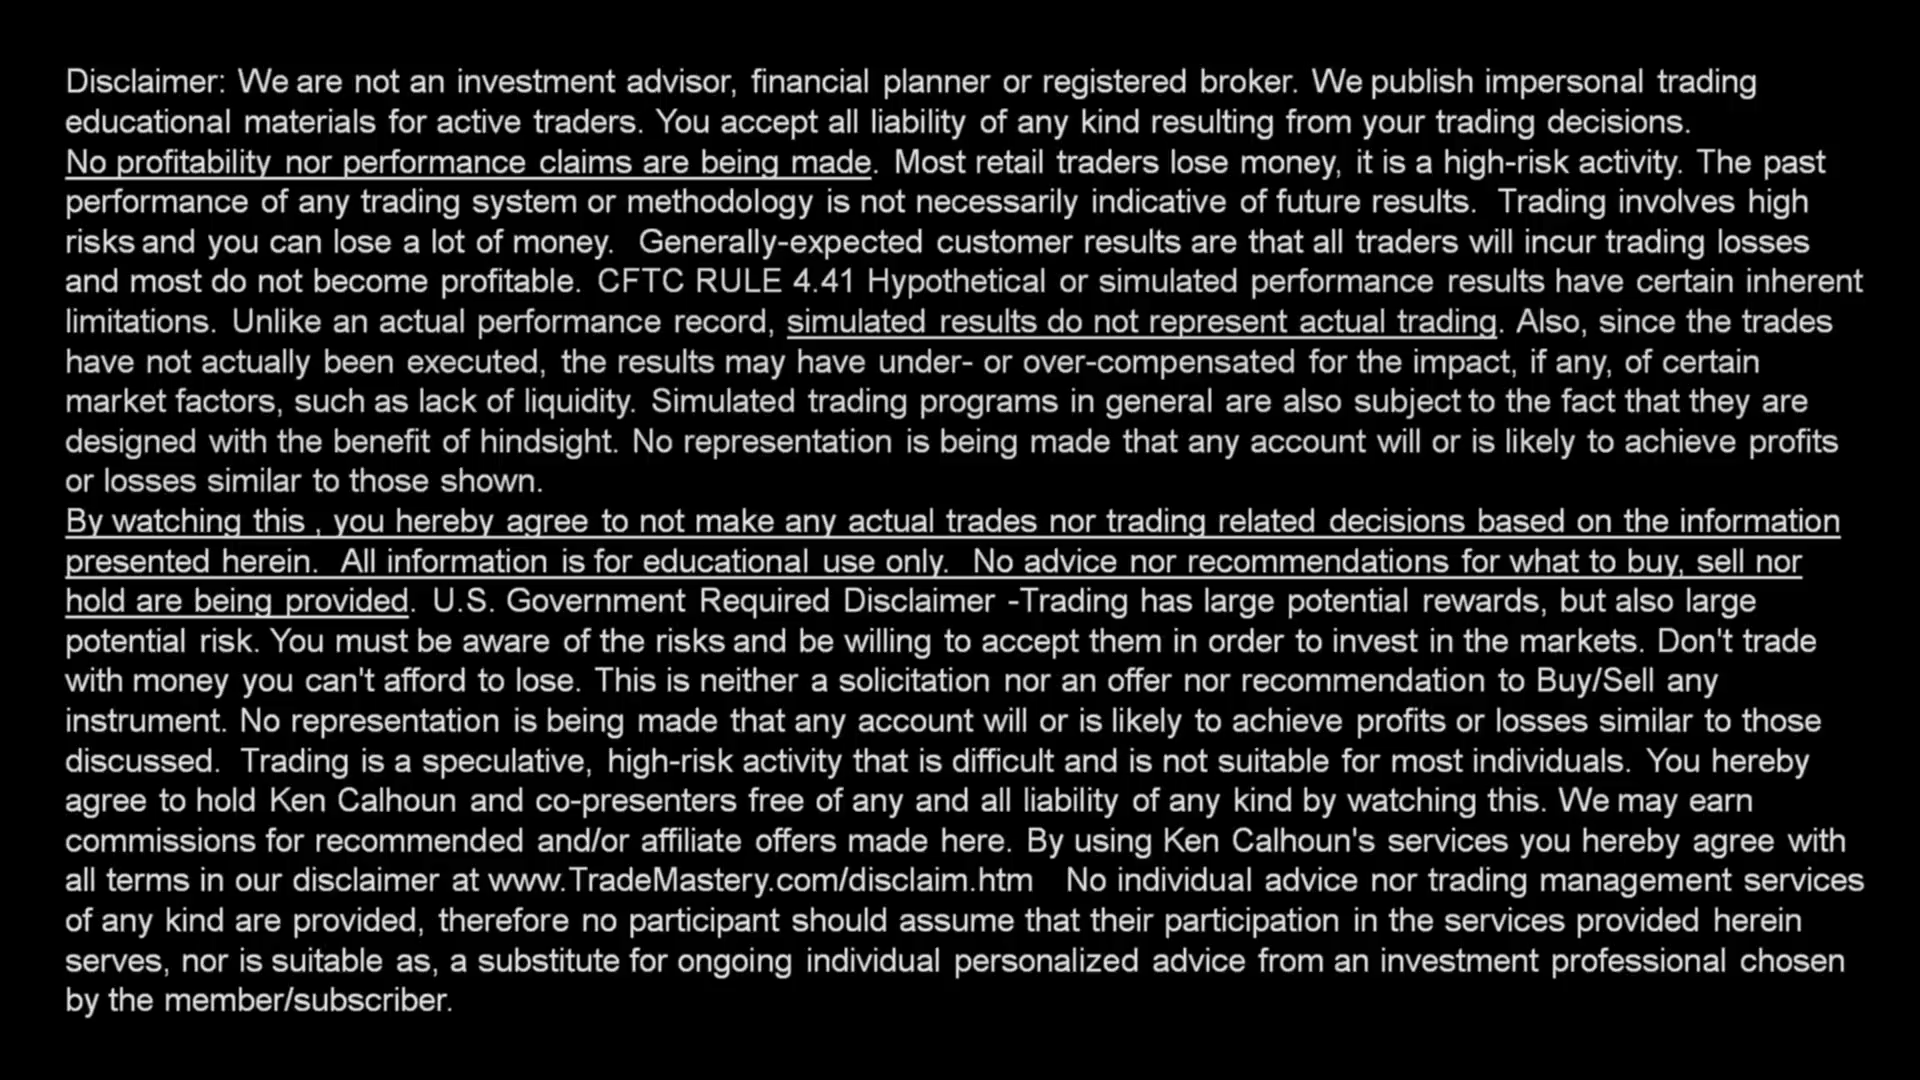 Disclaimer: We are not an investment advisor, financial planner or registered broker. We publish impersonal trading
educational materials for active traders. You accept all liability of any kind resulting from your trading decisions.
No profitability nor performance claims are being made. Most retail traders lose money, it is a high-risk activity. The past
performance of any trading system or methodology is not necessarily indicative of future results. Trading involves high
risks and you can lose a lot of money. Generally-expected customer results are that all traders will incur trading losses
and most do not become profitable. CFTC RULE 4.41 Hypothetical or simulated performance results have certain inherent
limitations. Unlike an actual performance record, simulated results do not represent actual trading. Also, since the trades
have not actually been executed, the results may have under- or over-compensated for the impact, if any, of certain
market factors, such as lack of liquidity. Simulated trading programs in general are also subject to the fact that they are
designed with the benefit of hindsight. No representation is being made that any account will or is likely to achieve profits
or losses similar to those shown.
By watching this , you hereby agree to not make any actual trades nor trading related decisions based on the information
presented herein. All information is for educational use only. No advice nor recommendations for what to buy, sell nor
hold are being provided. U.S. Government Required Disclaimer -Trading has large potential rewards, but also large
potential risk. You must be aware of the risks and be willing to accept them in order to invest in the markets. Don't trade
with money you can't afford to lose. This is neither a solicitation nor an offer nor recommendation to Buy/Sell any
instrument. No representation is being made that any account will or is likely to achieve profits or losses similar to those
discussed. Trading is a speculative, high-risk activity that is difficult and is not suitable for most individuals. You hereby
agree to hold Ken Calhoun and co-presenters free of any and all liability of any kind by watching this. We may earn
commissions for recommended and/or affiliate offers made here. By using Ken Calhoun's services you hereby agree with
all terms in our disclaimer at www.TradeMastery.com/disclaim.htm No individual advice nor trading management services
of any kind are provided, therefore no participant should assume that their participation in the services provided herein
serves, nor is suitable as, a substitute for ongoing individual personalized advice from an investment professional chosen
by the member/subscriber.